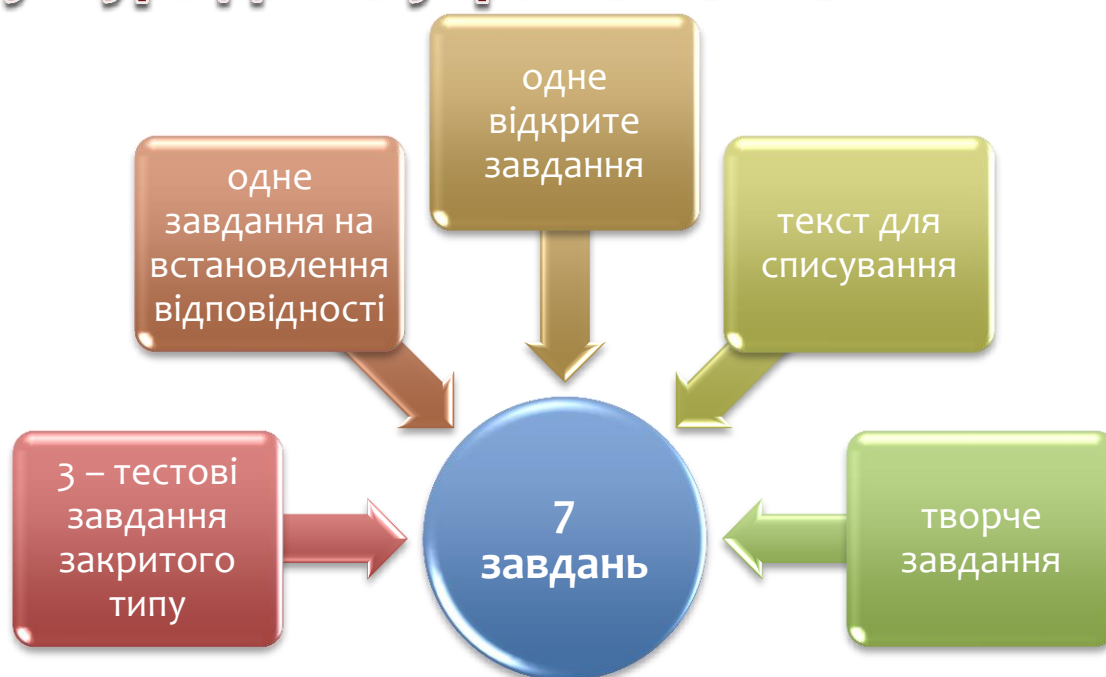 одне
відкрите
завдання
одне
завдання на
встановлення
відповідності
текст для
списування
3 – тестові
завдання
закритого
типу
7
завдань
творче
завдання